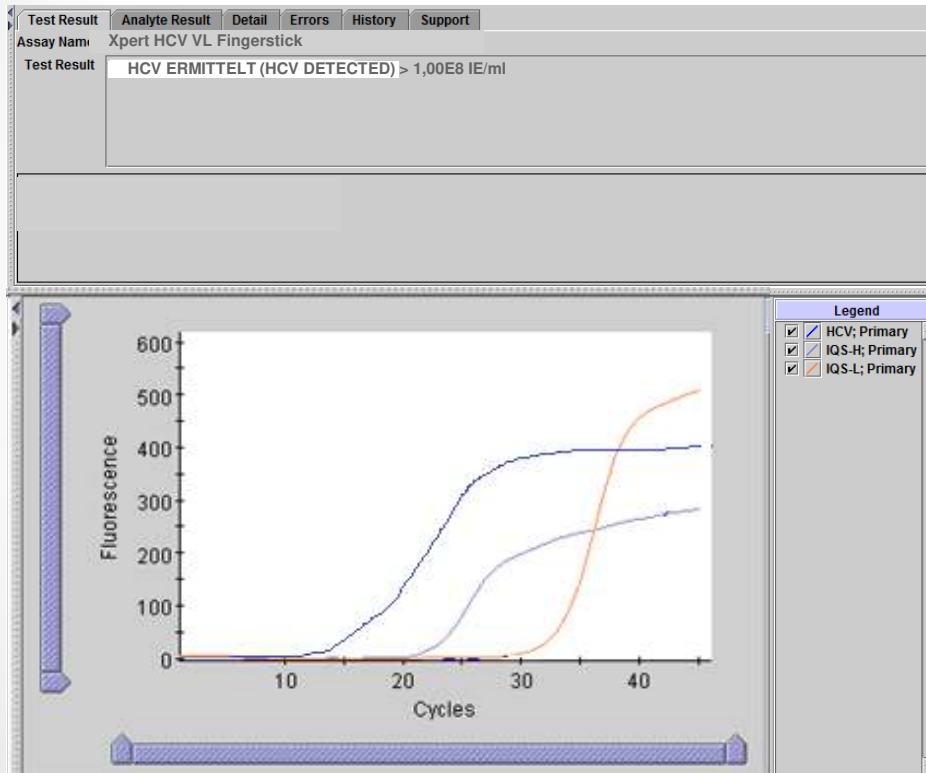 Test Result Analyte Result Detail Errors History Support
Assay Nam Xpert HCV VL Fingerstick
Test Result HCV ERMITTELT (HCV DETECTED) > 1,00E8 IE/ml
Legend
HCV; Primary
IQS-H; Primary
IQS-L; Primary
600
500
400
300
200
100
0
Fluorescence
10 20 30 40
Cycles